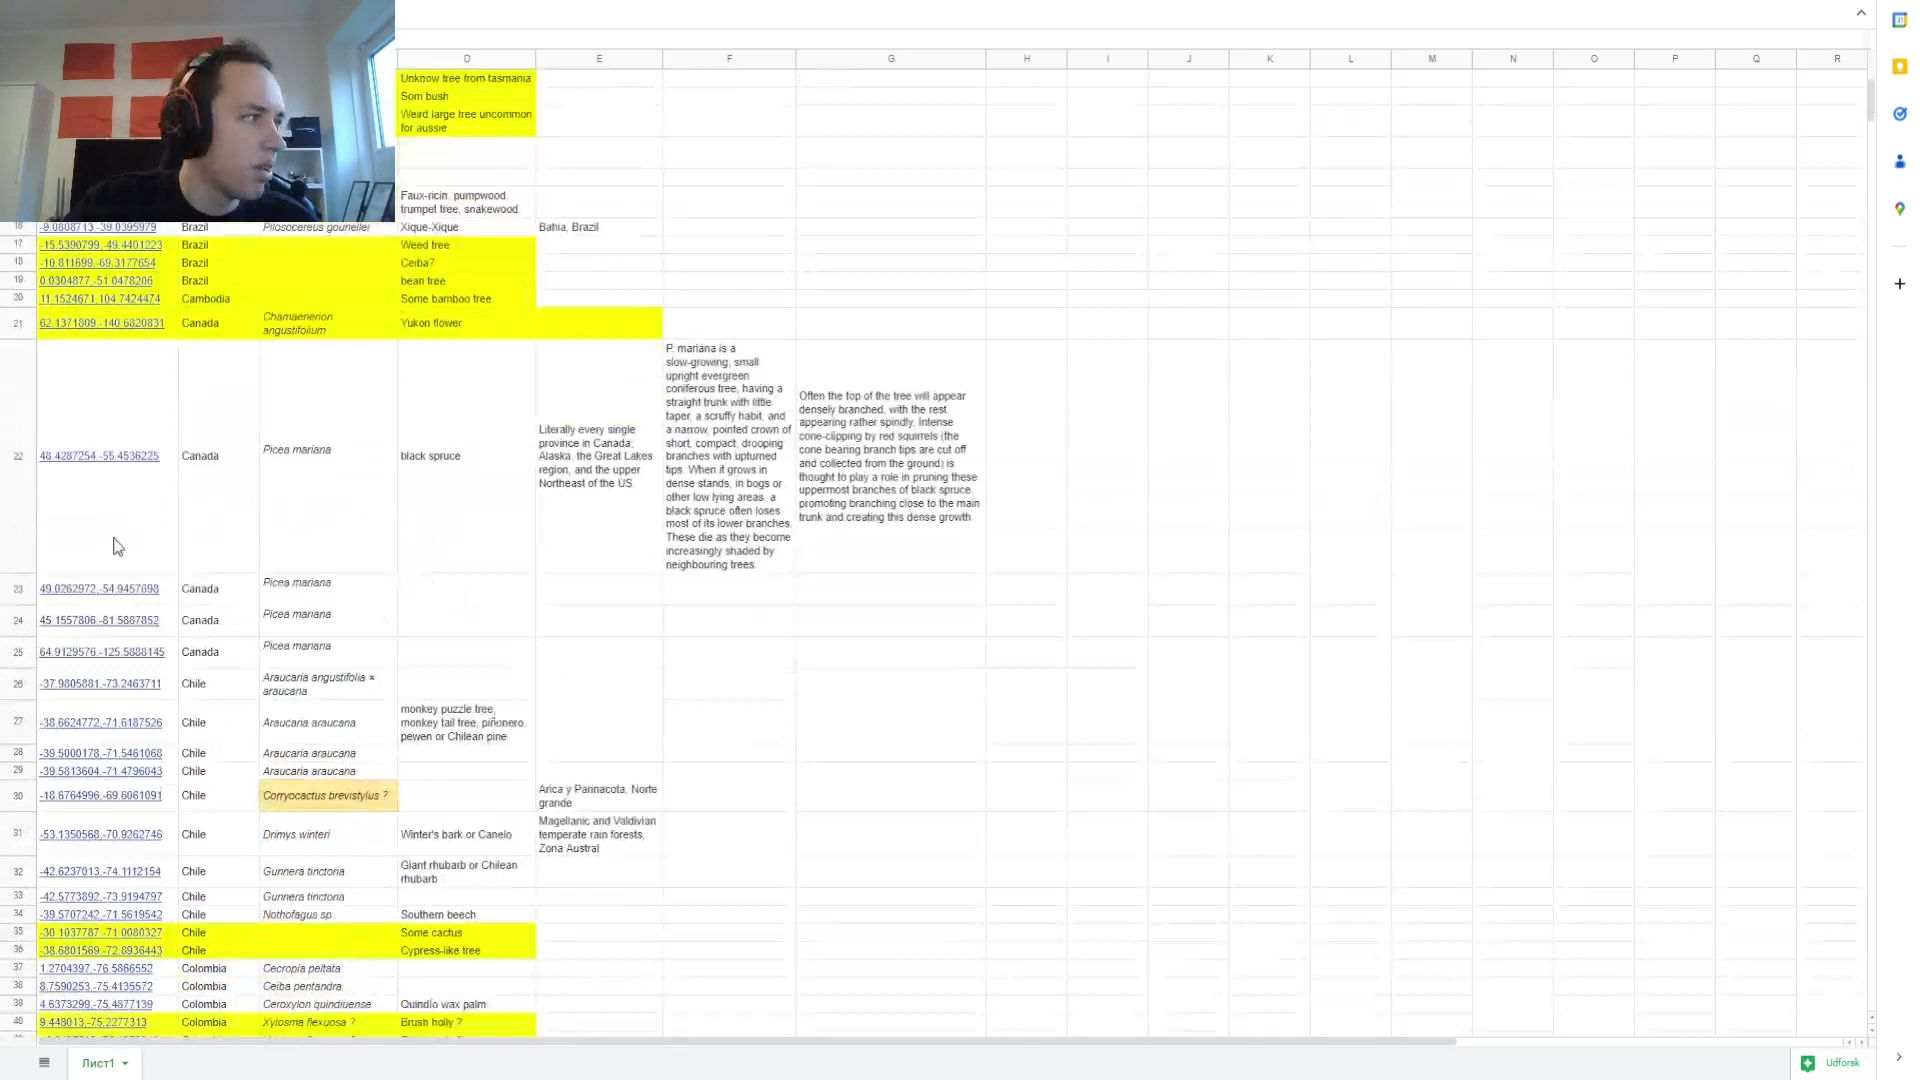 D E F G H I J K L M N O P Q R
Unknow tree from tasmania
Som bush
Weird large tree uncommon
for aussie
Faux-ricin, pumpwood,
trumpet tree, snakewood
16 -9.0808713,-39.0395979 Brazil Pilosocereus gounellei Xique-Xique Bahia, Brazil
17 -15.5390799,-49.4401223 Brazil Weed tree
18 -10.811699,-69.3177654 Brazil Ceiba?
19 0.0304877,-51.0478206 Brazil bean tree
20 11.1524671,104.7424474 Cambodia Some bamboo tree
21 62.1371809,-140.6820831 Canada Chamaenerion
angustifolium Yukon flower
22 48.4287254,-55.4536225 Canada Picea mariana black spruce
Literally every single
province in Canada,
Alaska, the Great Lakes
region, and the upper
Northeast of the US
P. mariana is a
slow-growing, small
upright evergreen
coniferous tree, having a
straight trunk with little
taper, a scruffy habit, and
a narrow, pointed crown of
short, compact, drooping
branches with upturned
tips. When it grows in
dense stands, in bogs or
other low lying areas, a
black spruce often loses
most of its lower branches.
These die as they become
increasingly shaded by
neighbouring trees.
Often the top of the tree will appear
densely branched, with the rest
appearing rather spindly. Intense
cone-clipping by red squirrels (the
cone bearing branch tips are cut off
and collected from the ground) is
thought to play a role in pruning these
uppermost branches of black spruce,
promoting branching close to the main
trunk and creating this dense growth
23 49.0262972,-54.9457698 Canada Picea mariana
24 45.1557806,-81.5887852 Canada Picea mariana
25 64.9129576,-125.5888145 Canada Picea mariana
26 -37.9805881,-73.2463711 Chile Araucaria angustifolia ×
araucana
27 -38.6624772,-71.6187526 Chile Araucaria araucana monkey puzzle tree,
monkey tail tree, piñonero,
pewen or Chilean pine
28 -39.5000178,-71.5461068 Chile Araucaria araucana
29 -39.5813604,-71.4796043 Chile Araucaria araucana
30 -18.6764996,-69.6061091 Chile Corryocactus brevistylus ? Arica y Parinacota, Norte
grande
31 -53.1350568,-70.9262746 Chile Drimys winteri Winter's bark or Canelo Magellanic and Valdivian
temperate rain forests,
Zona Austral
32 -42.6237013,-74.1112154 Chile Gunnera tinctoria Giant rhubarb or Chilean
rhubarb
33 -42.5773892,-73.9194797 Chile Gunnera tinctoria
34 -39.5707242,-71.5619542 Chile Nothofagus sp. Southern beech
35 -30.1037787,-71.0080327 Chile Some cactus
36 -38.6801569,-72.8936443 Chile Cypress-like tree
37 1.2704397,-76.5866552 Colombia Cecropia peltata
38 8.7590253,-75.4135572 Colombia Ceiba pentandra
39 4.6373299,-75.4877139 Colombia Ceroxylon quindiuense Quindío wax palm
40 9.448013,-75.2277313 Colombia Xylosma flexuosa ? Brush holly ?
Лист1
Udforsk